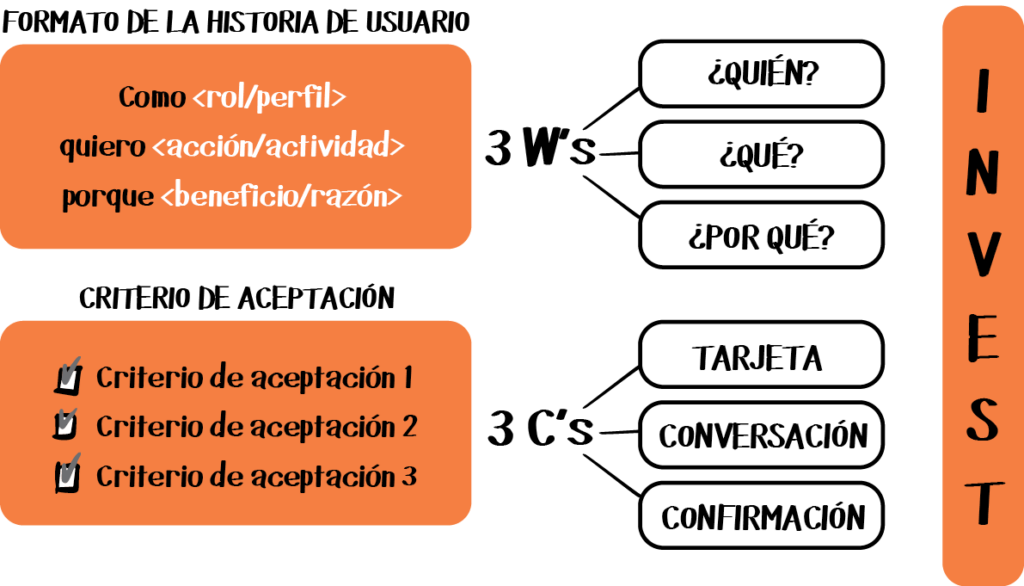 FORMATO DE LA HISTORIA DE USUARIO
Como <rol/perfil>
quiero <acción/actividad>
porque <beneficio/razón>
3 W's
¿QUIÉN?
¿QUÉ?
¿POR QUÉ?
CRITERIO DE ACEPTACIÓN
Criterio de aceptación 1
Criterio de aceptación 2
Criterio de aceptación 3
3 C's
TARJETA
CONVERSACIÓN
CONFIRMACIÓN
I
N
V
E
S
T